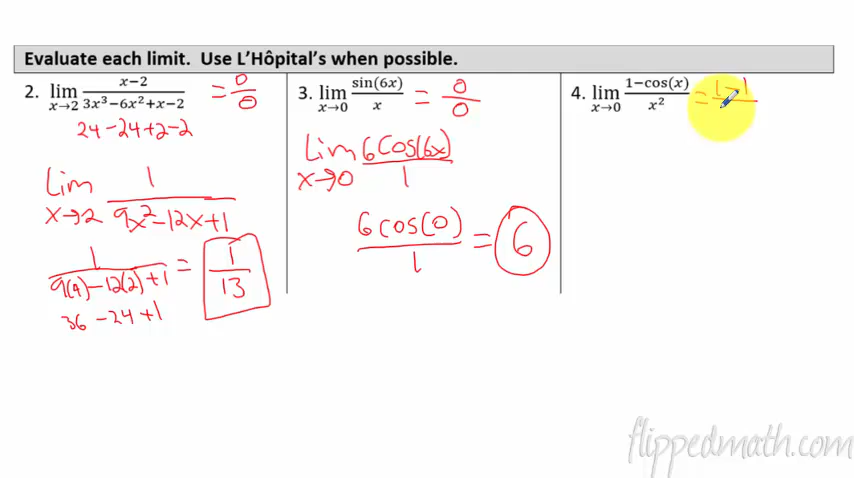 Evaluate each limit. Use L'Hôpital's when possible.
2. lim x→2 (x−2)/(3x³−6x²+x−2) = 0/0
24−24+2−2
Lim x→2 1/(9x²−12x+1)
1/(9(4)−12(2)+1) = 1/13
36−24+1
3. lim x→0 sin(6x)/x = 0/0
Lim x→0 6cos(6x)/1
6cos(0)/1 = 6
4. lim x→0 (1−cos(x))/x² = 1−1
flippedmath.com